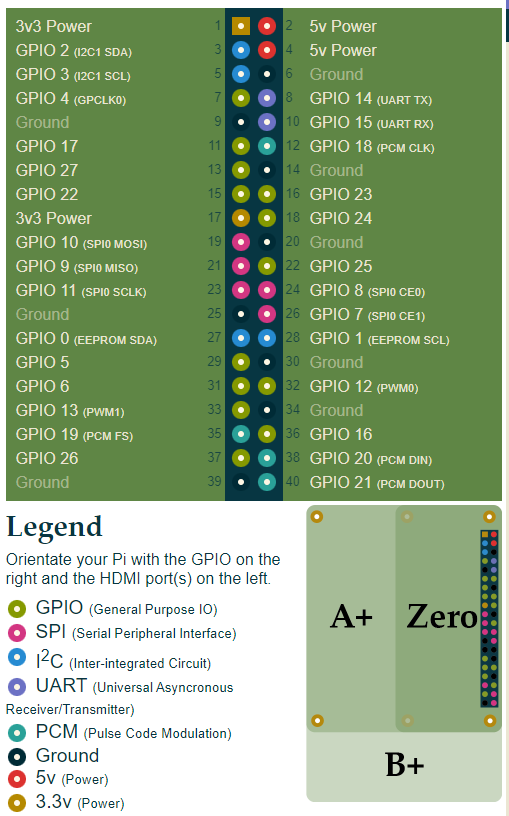 3v3 Power 1 2 5v Power
GPIO 2 (I2C1 SDA) 3 4 5v Power
GPIO 3 (I2C1 SCL) 5 6 Ground
GPIO 4 (GPCLK0) 7 8 GPIO 14 (UART TX)
Ground 9 10 GPIO 15 (UART RX)
GPIO 17 11 12 GPIO 18 (PCM CLK)
GPIO 27 13 14 Ground
GPIO 22 15 16 GPIO 23
3v3 Power 17 18 GPIO 24
GPIO 10 (SPI0 MOSI) 19 20 Ground
GPIO 9 (SPI0 MISO) 21 22 GPIO 25
GPIO 11 (SPI0 SCLK) 23 24 GPIO 8 (SPI0 CE0)
Ground 25 26 GPIO 7 (SPI0 CE1)
GPIO 0 (EEPROM SDA) 27 28 GPIO 1 (EEPROM SCL)
GPIO 5 29 30 Ground
GPIO 6 31 32 GPIO 12 (PWM0)
GPIO 13 (PWM1) 33 34 Ground
GPIO 19 (PCM FS) 35 36 GPIO 16
GPIO 26 37 38 GPIO 20 (PCM DIN)
Ground 39 40 GPIO 21 (PCM DOUT)
Legend
Orientate your Pi with the GPIO on the
right and the HDMI port(s) on the left.
GPIO (General Purpose IO)
SPI (Serial Peripheral Interface)
I2C (Inter-integrated Circuit)
UART (Universal Asyncronous
Receiver/Transmitter)
PCM (Pulse Code Modulation)
Ground
5v (Power)
3.3v (Power)
A+ Zero
B+